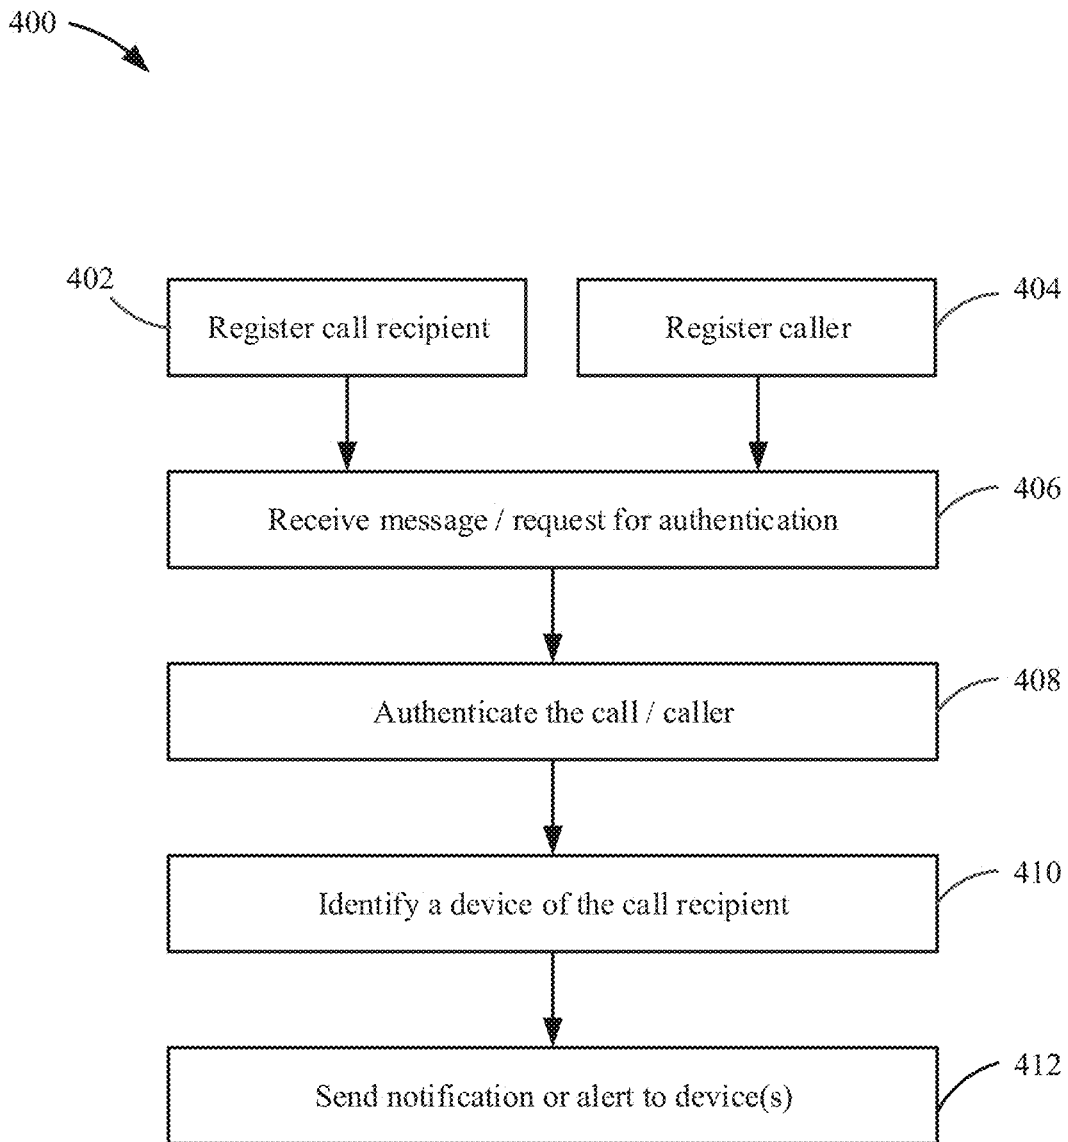 400
402
Register call recipient
Register caller
404
Receive message / request for authentication
406
Authenticate the call / caller
408
Identify a device of the call recipient
410
Send notification or alert to device(s)
412